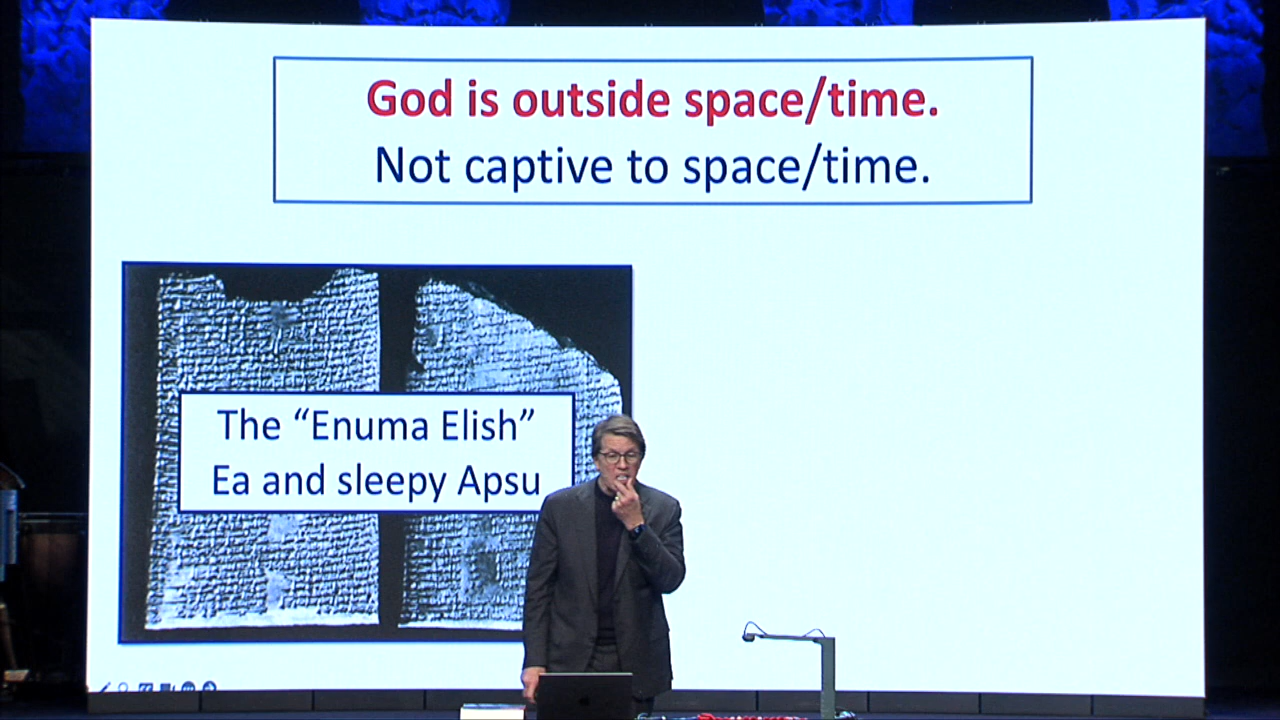 God is outside space/time.
Not captive to space/time.
The “Enuma Elish”
Ea and sleepy Apsu